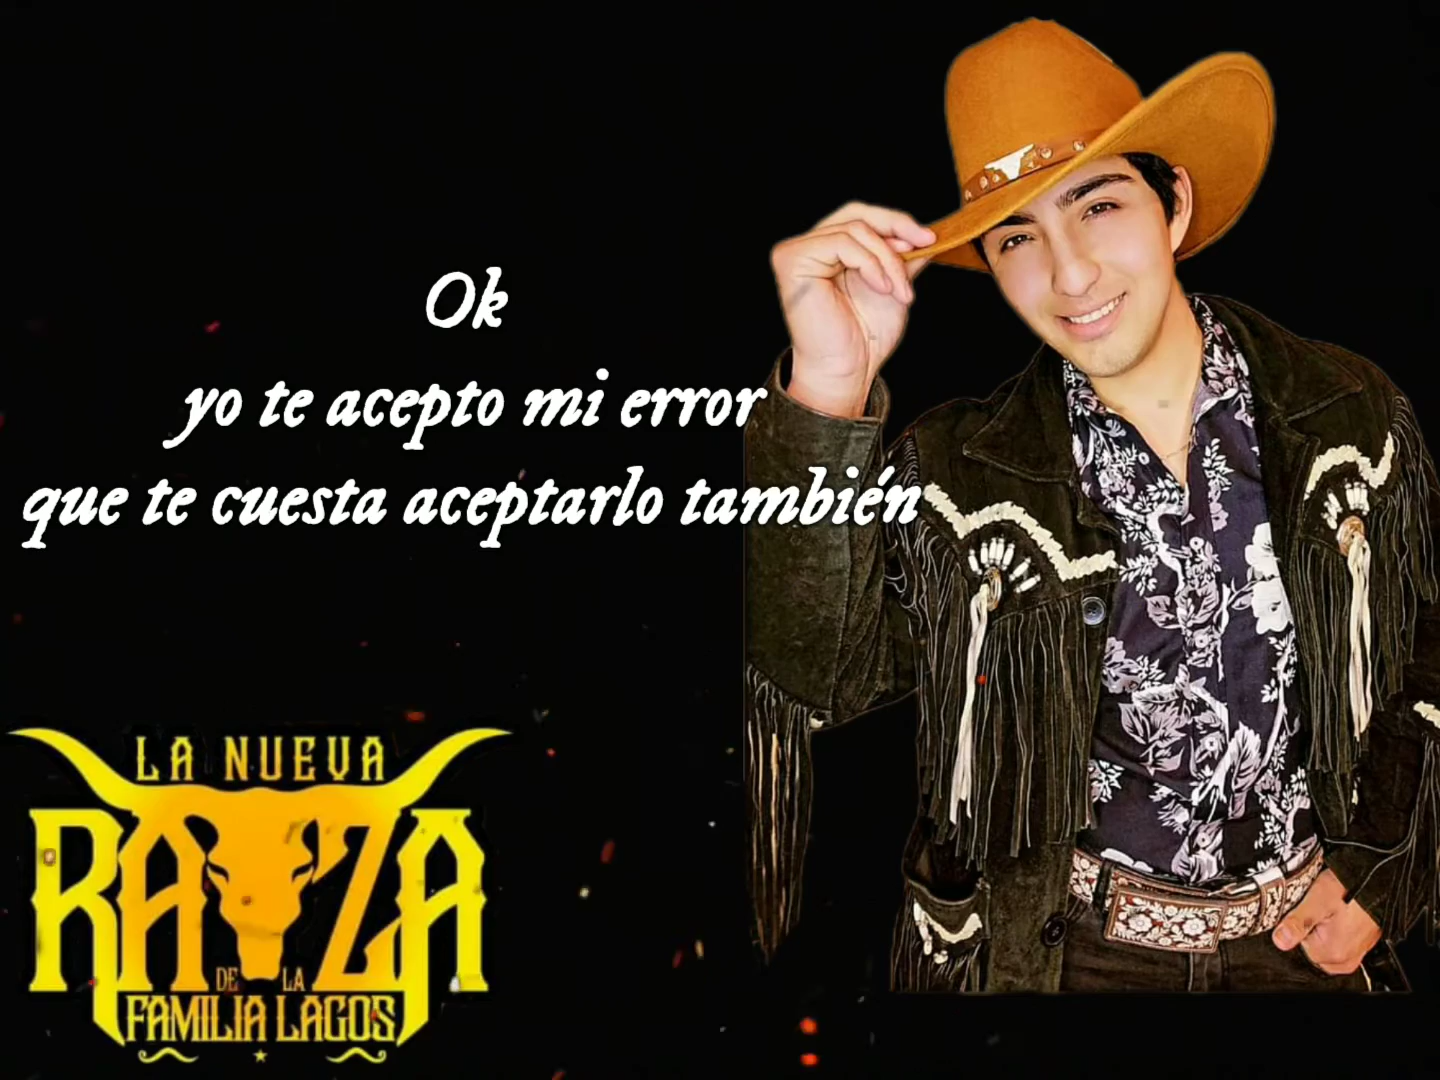 Ok
yo te acepto mi error
que te cuesta aceptarlo también
LA NUEVA
RAZA
DE LA
FAMILIA LAGOS